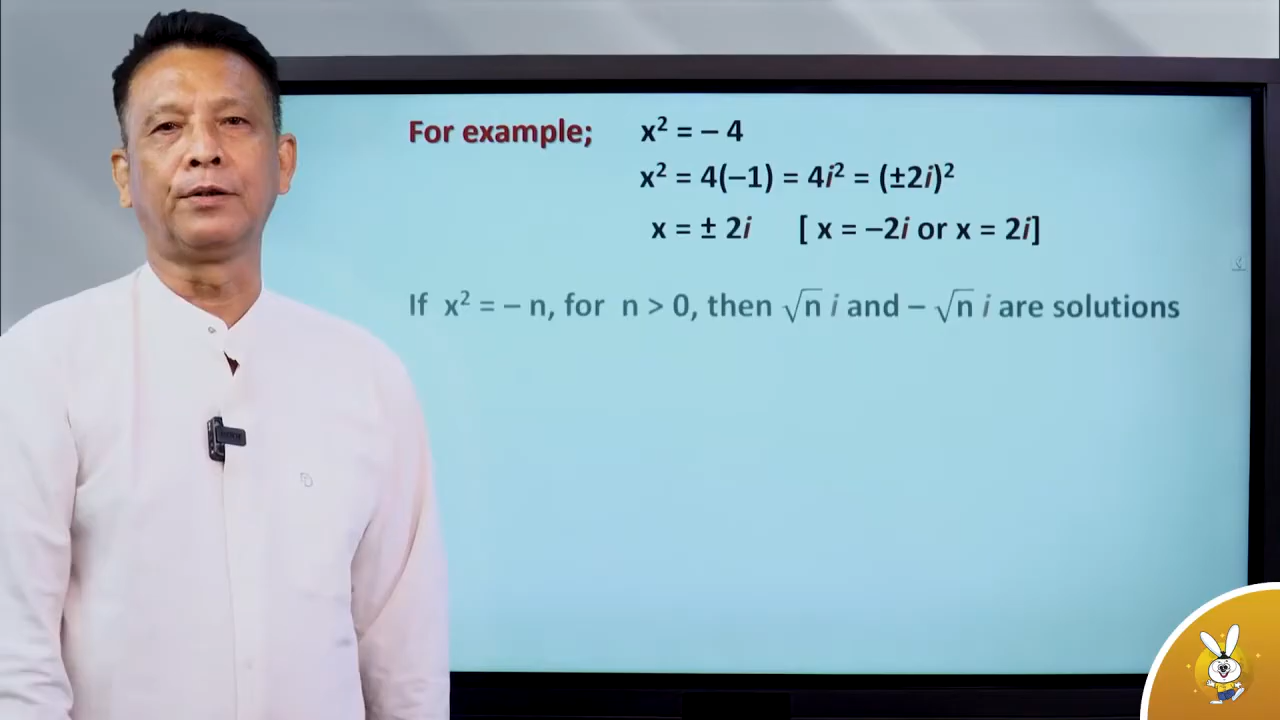 For example; x² = – 4
x² = 4(–1) = 4i² = (±2i)²
x = ± 2i [ x = –2i or x = 2i]
If x² = – n, for n > 0, then √n i and – √n i are solutions